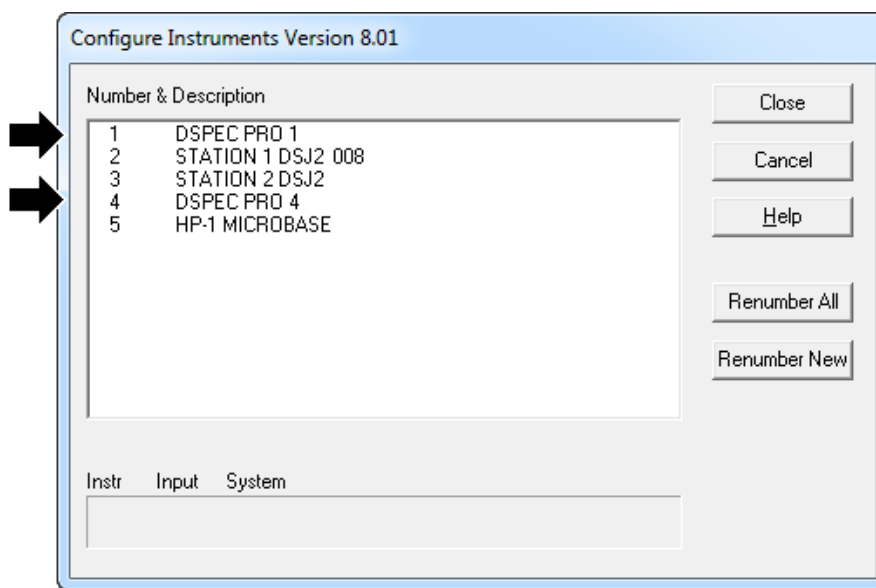 Configure Instruments Version 8.01
Number & Description
1 DSPEC PRO 1
2 STATION 1 DSJ2 008
3 STATION 2 DSJ2
4 DSPEC PRO 4
5 HP-1 MICROBASE
Close
Cancel
Help
Renumber All
Renumber New
Instr Input System